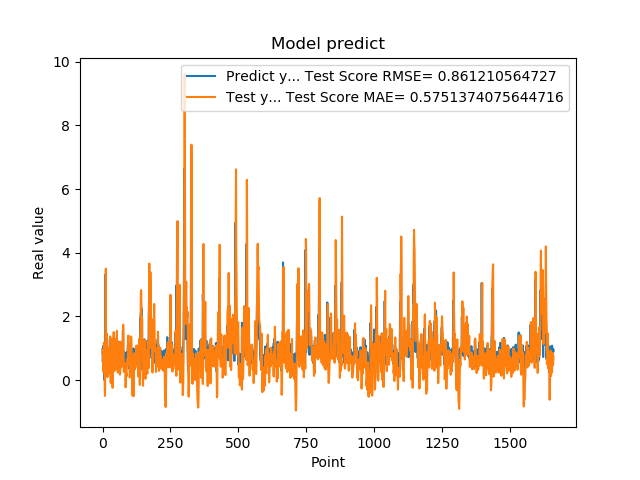 Model predict
Predict y... Test Score RMSE= 0.861210564727
Test y... Test Score MAE= 0.5751374075644716
10
8
6
4
2
0
Real value
0 250 500 750 1000 1250 1500
Point